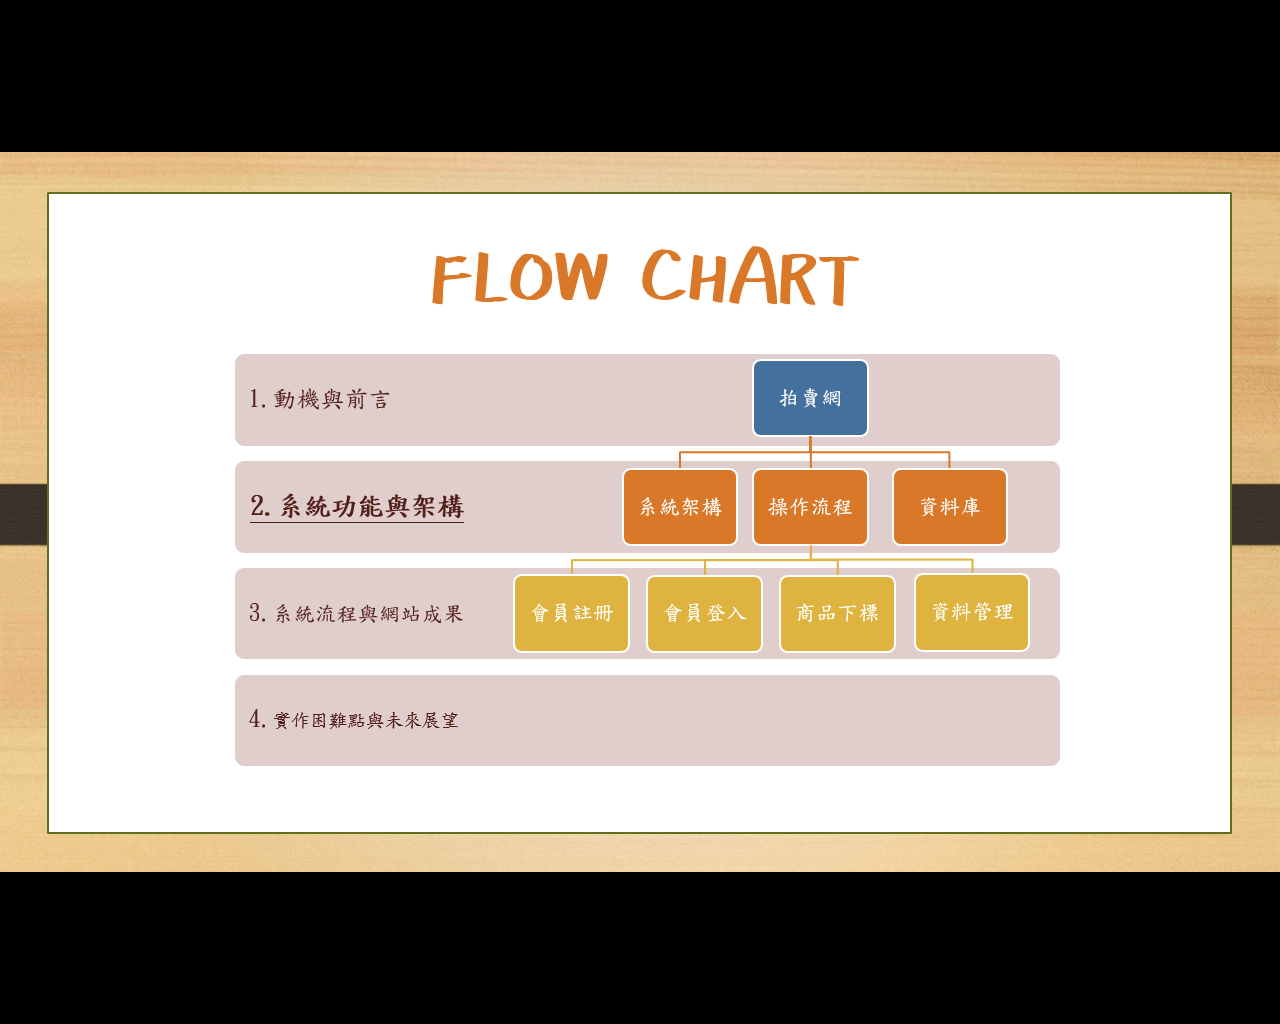 FLOW CHART
1.動機與前言
拍賣網
2.系統功能與架構
系統架構
操作流程
資料庫
3.系統流程與網站成果
會員註冊
會員登入
商品下標
資料管理
4.實作困難點與未來展望